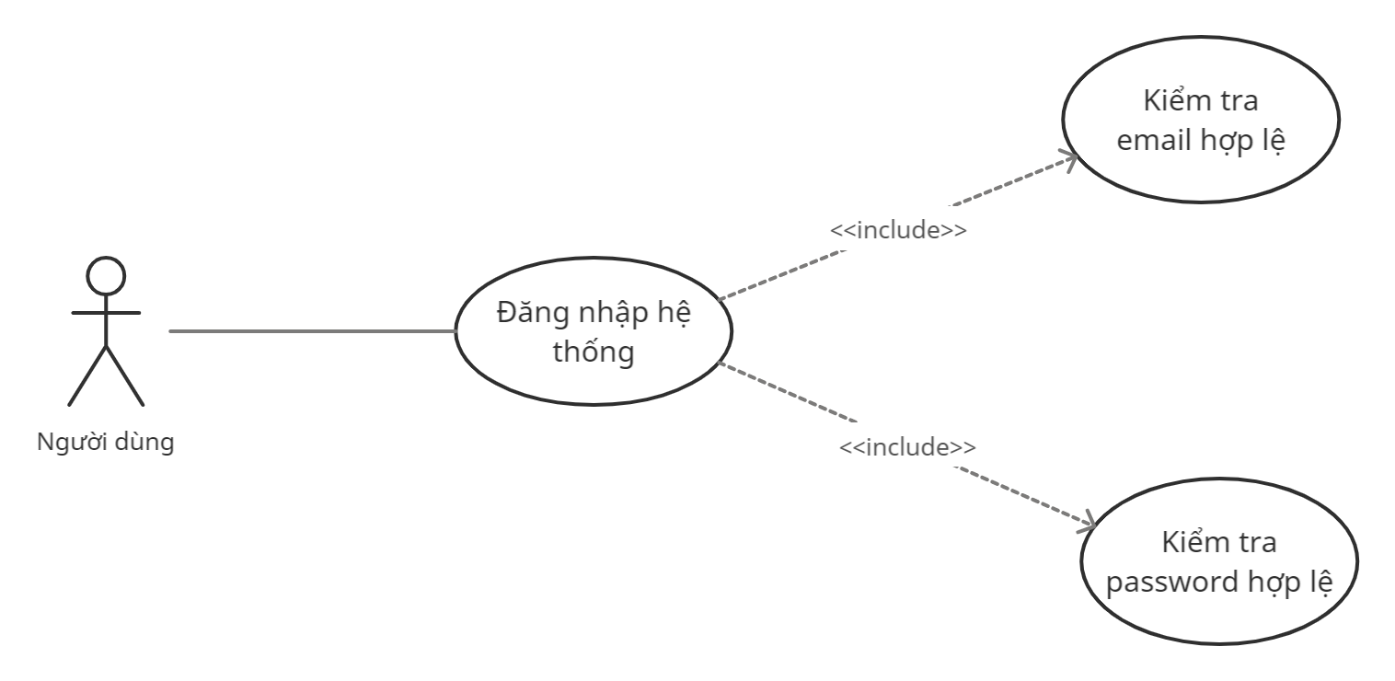 Kiểm tra
email hợp lệ
<<include>>
Đăng nhập hệ
thống
Người dùng
<<include>>
Kiểm tra
password hợp lệ